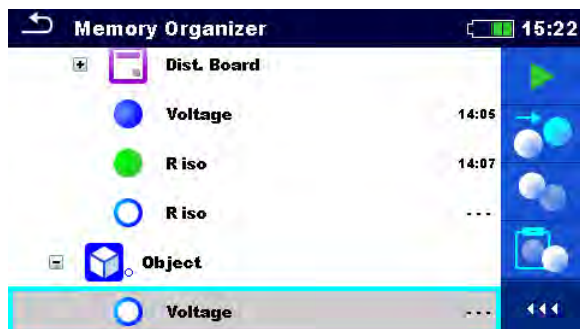 Memory Organizer 15:22
Dist. Board
Voltage 14:05
R iso 14:07
R iso - - -
Object
Voltage - - -